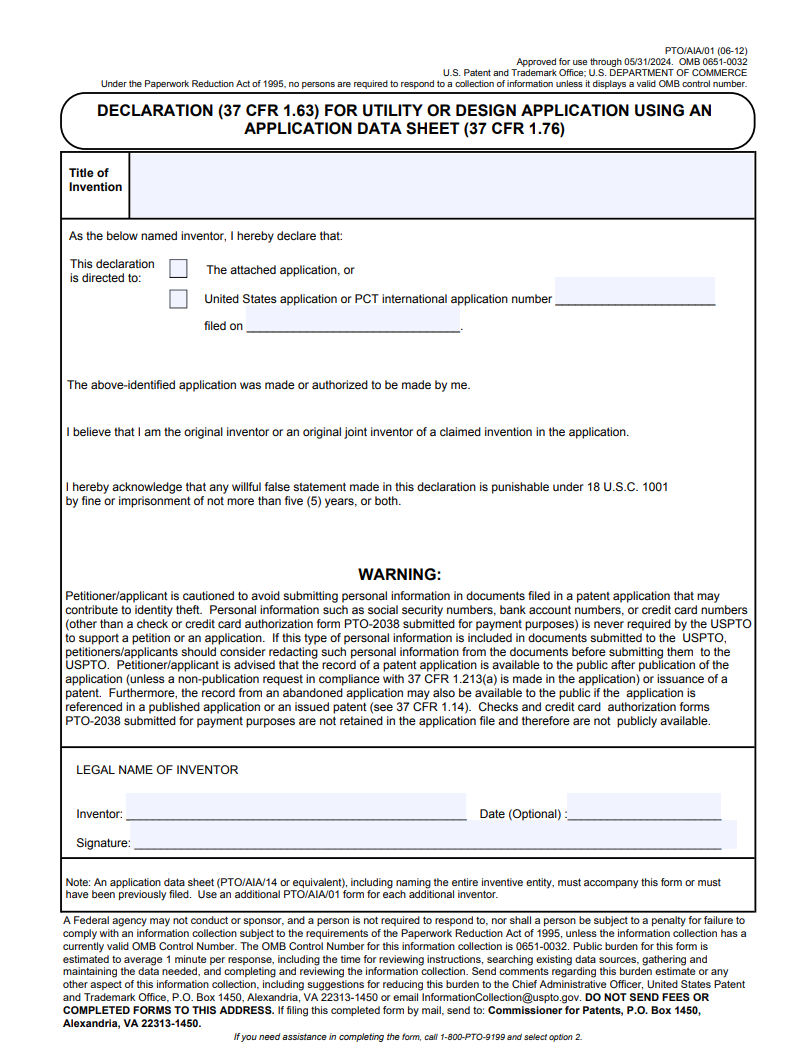 PTO/AIA/01 (06-12)
Approved for use through 05/31/2024. OMB 0651-0032
U.S. Patent and Trademark Office; U.S. DEPARTMENT OF COMMERCE
Under the Paperwork Reduction Act of 1995, no persons are required to respond to a collection of information unless it displays a valid OMB control number.
DECLARATION (37 CFR 1.63) FOR UTILITY OR DESIGN APPLICATION USING AN
APPLICATION DATA SHEET (37 CFR 1.76)
Title of
Invention
As the below named inventor, I hereby declare that:
This declaration
is directed to:
The attached application, or
United States application or PCT international application number ________________________
filed on ________________________________.
The above-identified application was made or authorized to be made by me.
I believe that I am the original inventor or an original joint inventor of a claimed invention in the application.
I hereby acknowledge that any willful false statement made in this declaration is punishable under 18 U.S.C. 1001
by fine or imprisonment of not more than five (5) years, or both.
WARNING:
Petitioner/applicant is cautioned to avoid submitting personal information in documents filed in a patent application that may
contribute to identity theft. Personal information such as social security numbers, bank account numbers, or credit card numbers
(other than a check or credit card authorization form PTO-2038 submitted for payment purposes) is never required by the USPTO
to support a petition or an application. If this type of personal information is included in documents submitted to the USPTO,
petitioners/applicants should consider redacting such personal information from the documents before submitting them to the
USPTO. Petitioner/applicant is advised that the record of a patent application is available to the public after publication of the
application (unless a non-publication request in compliance with 37 CFR 1.213(a) is made in the application) or issuance of a
patent. Furthermore, the record from an abandoned application may also be available to the public if the application is
referenced in a published application or an issued patent (see 37 CFR 1.14). Checks and credit card authorization forms
PTO-2038 submitted for payment purposes are not retained in the application file and therefore are not publicly available.
LEGAL NAME OF INVENTOR
Inventor: ____________________________________________________ Date (Optional) :________________________
Signature: __________________________________________________________________________________________
Note: An application data sheet (PTO/AIA/14 or equivalent), including naming the entire inventive entity, must accompany this form or must
have been previously filed. Use an additional PTO/AIA/01 form for each additional inventor.
A Federal agency may not conduct or sponsor, and a person is not required to respond to, nor shall a person be subject to a penalty for failure to
comply with an information collection subject to the requirements of the Paperwork Reduction Act of 1995, unless the information collection has a
currently valid OMB Control Number. The OMB Control Number for this information collection is 0651-0032. Public burden for this form is
estimated to average 1 minute per response, including the time for reviewing instructions, searching existing data sources, gathering and
maintaining the data needed, and completing and reviewing the information collection. Send comments regarding this burden estimate or any
other aspect of this information collection, including suggestions for reducing this burden to the Chief Administrative Officer, United States Patent
and Trademark Office, P.O. Box 1450, Alexandria, VA 22313-1450 or email InformationCollection@uspto.gov. DO NOT SEND FEES OR
COMPLETED FORMS TO THIS ADDRESS. If filing this completed form by mail, send to: Commissioner for Patents, P.O. Box 1450,
Alexandria, VA 22313-1450.
If you need assistance in completing the form, call 1-800-PTO-9199 and select option 2.